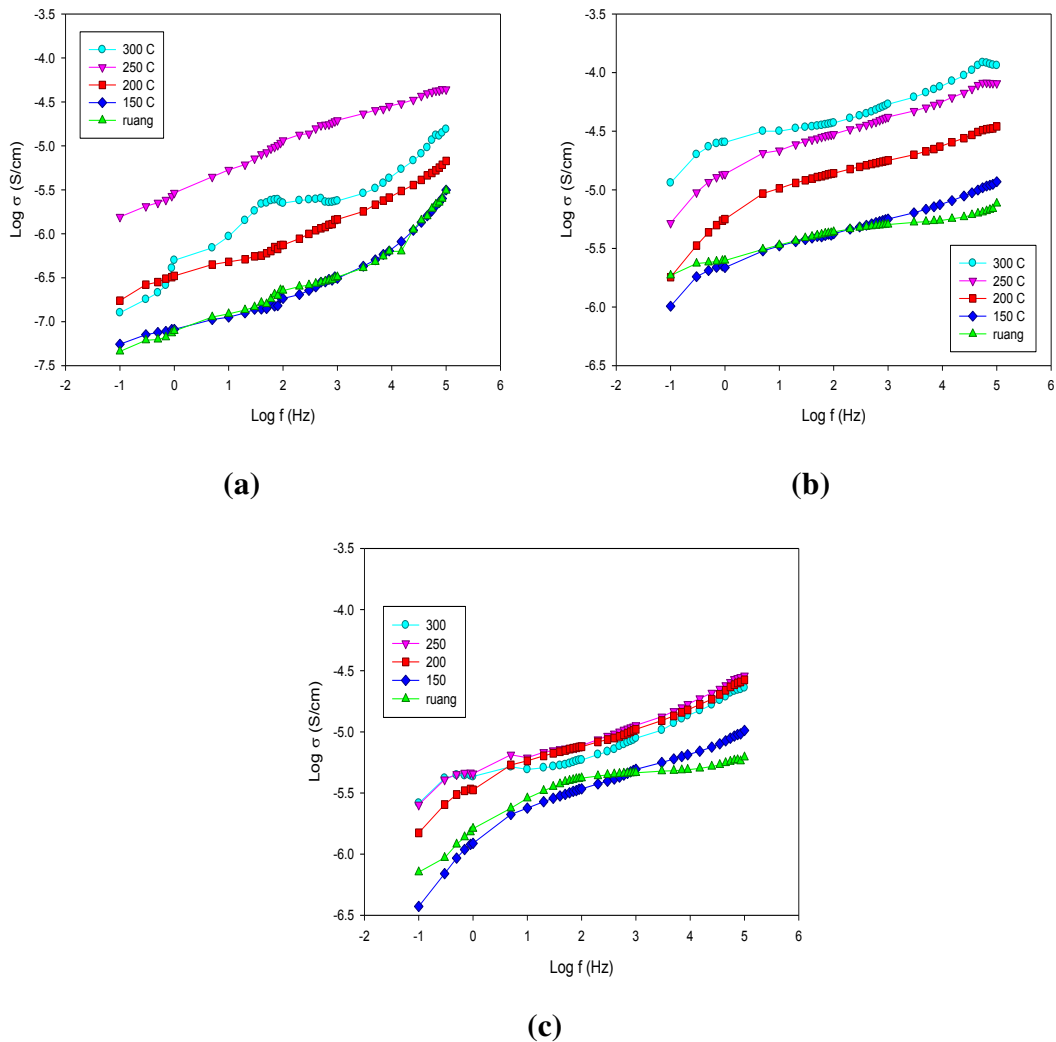 -3.5
-4.0
-4.5
-5.0
-5.5
-6.0
-6.5
-7.0
-7.5
Log σ (S/cm)
300 C
250 C
200 C
150 C
ruang
-2 -1 0 1 2 3 4 5 6
Log f (Hz)
(a)
-3.5
-4.0
-4.5
-5.0
-5.5
-6.0
-6.5
Log σ (S/cm)
300 C
250 C
200 C
150 C
ruang
-2 -1 0 1 2 3 4 5 6
Log f (Hz)
(b)
-3.5
-4.0
-4.5
-5.0
-5.5
-6.0
-6.5
Log σ (S/cm)
300
250
200
150
ruang
-2 -1 0 1 2 3 4 5 6
Log f (Hz)
(c)